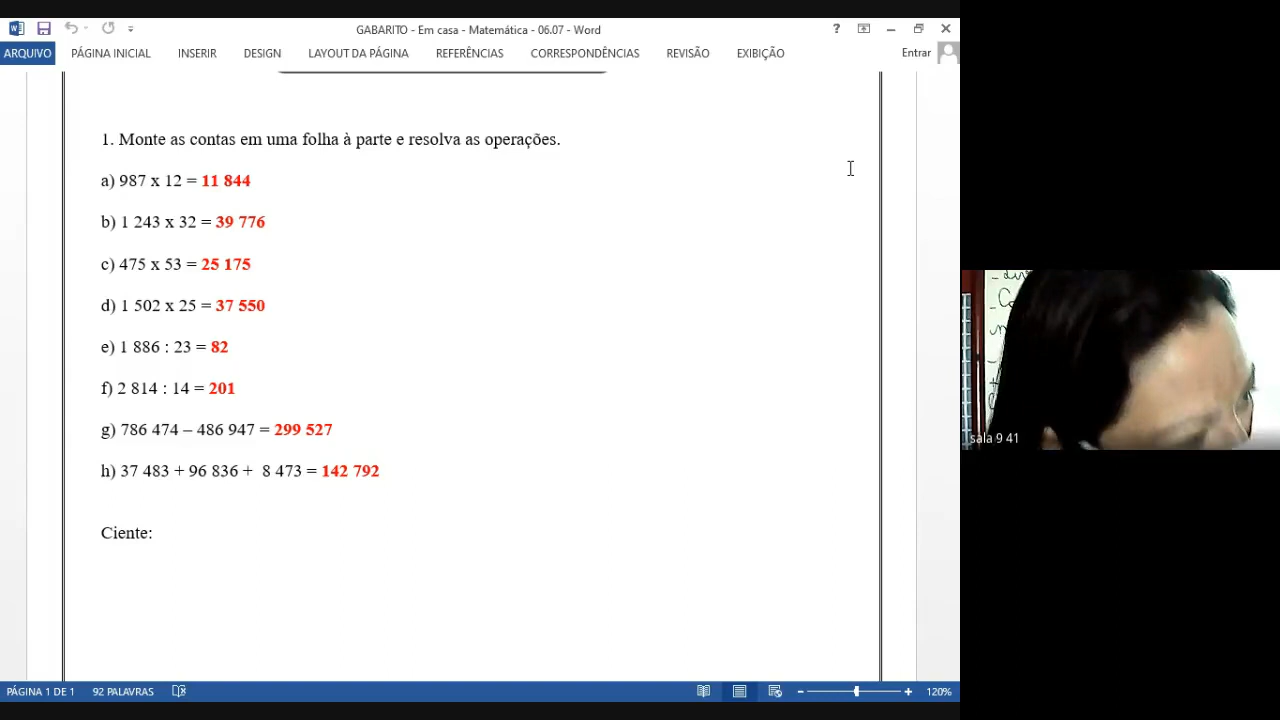 GABARITO - Em casa - Matemática - 06.07 - Word
ARQUIVO PÁGINA INICIAL INSERIR DESIGN LAYOUT DA PÁGINA REFERÊNCIAS CORRESPONDÊNCIAS REVISÃO EXIBIÇÃO Entrar
1. Monte as contas em uma folha à parte e resolva as operações.
a) 987 x 12 = 11 844
b) 1 243 x 32 = 39 776
c) 475 x 53 = 25 175
d) 1 502 x 25 = 37 550
e) 1 886 : 23 = 82
f) 2 814 : 14 = 201
g) 786 474 – 486 947 = 299 527
h) 37 483 + 96 836 + 8 473 = 142 792
Ciente:
sala 9 41
PÁGINA 1 DE 1 92 PALAVRAS 120%